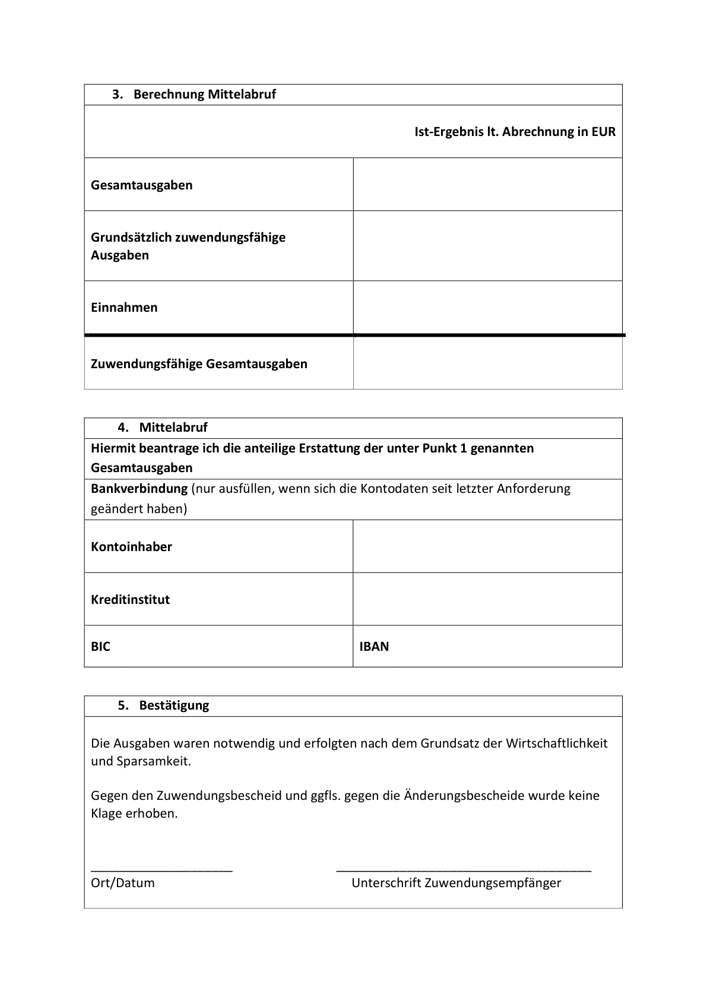 3. Berechnung Mittelabruf
Ist-Ergebnis lt. Abrechnung in EUR
Gesamtausgaben
Grundsätzlich zuwendungsfähige
Ausgaben
Einnahmen
Zuwendungsfähige Gesamtausgaben
4. Mittelabruf
Hiermit beantrage ich die anteilige Erstattung der unter Punkt 1 genannten
Gesamtausgaben
Bankverbindung (nur ausfüllen, wenn sich die Kontodaten seit letzter Anforderung
geändert haben)
Kontoinhaber
Kreditinstitut
BIC IBAN
5. Bestätigung
Die Ausgaben waren notwendig und erfolgten nach dem Grundsatz der Wirtschaftlichkeit
und Sparsamkeit.
Gegen den Zuwendungsbescheid und ggfls. gegen die Änderungsbescheide wurde keine
Klage erhoben.
Ort/Datum Unterschrift Zuwendungsempfänger